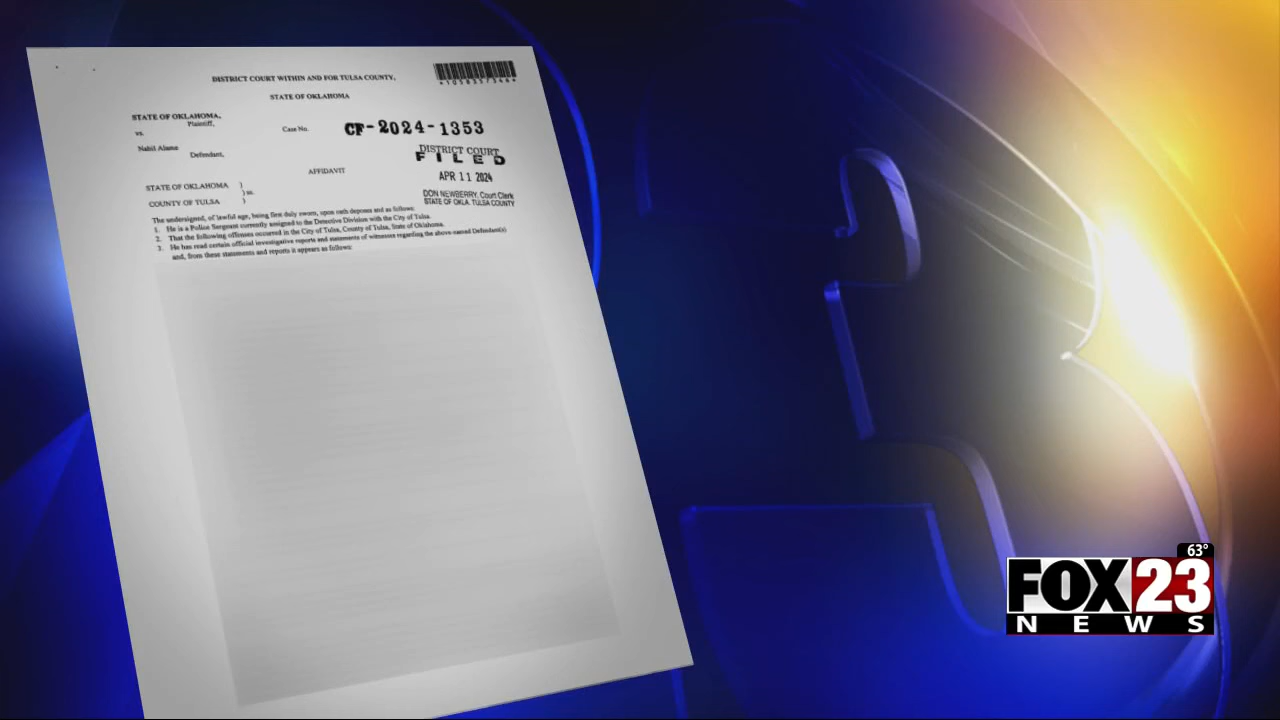 DISTRICT COURT WITHIN AND FOR TULSA COUNTY,
STATE OF OKLAHOMA
STATE OF OKLAHOMA,
Plaintiff,
vs.
Case No. CF-2024-1353
Nabil Alame
Defendant,
DISTRICT COURT
FILED
APR 11 2024
DON NEWBERRY, Court Clerk
STATE OF OKLA. TULSA COUNTY
AFFIDAVIT
STATE OF OKLAHOMA )
) ss.
COUNTY OF TULSA )
The undersigned, of lawful age, being first duly sworn, upon oath deposes and as follows:
1. He is a Police Sergeant currently assigned to the Detective Division with the City of Tulsa.
2. That the following offenses occurred in the City of Tulsa, County of Tulsa, State of Oklahoma.
3. He has read certain official investigative reports and statements of witnesses regarding the above-named Defendant(s)
and, from these statements and reports it appears as follows:
63°
FOX 23
NEWS